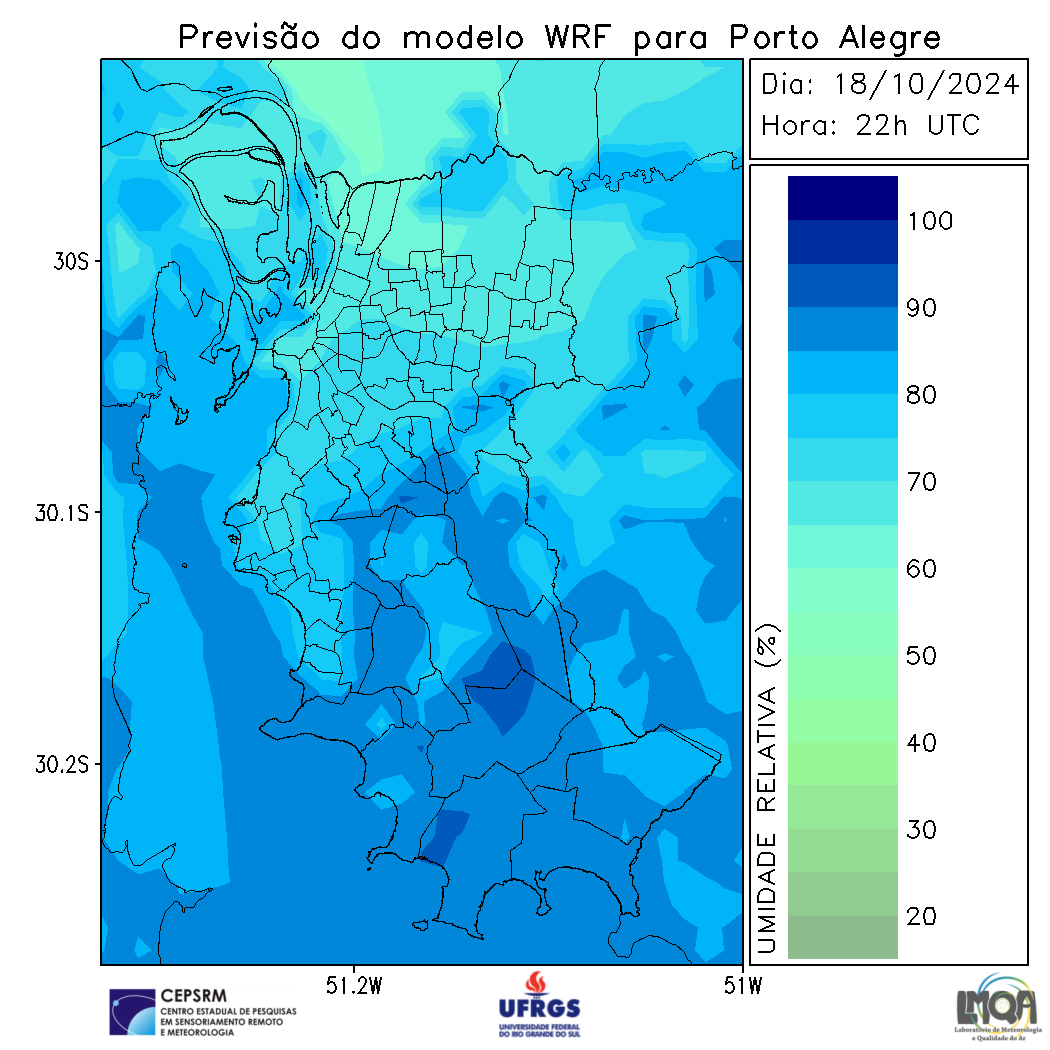 Previsão do modelo WRF para Porto Alegre
Dia: 18/10/2024
Hora: 22h UTC
30S
30.1S
30.2S
51.2W
51W
UMIDADE RELATIVA (%)
100
90
80
70
60
50
40
30
20
CEPSRM
CENTRO ESTADUAL DE PESQUISAS
EM SENSORIAMENTO REMOTO
E METEOROLOGIA
UFRGS
UNIVERSIDADE FEDERAL
DO RIO GRANDE DO SUL
LMQA
Laboratório de Meteorologia
e Qualidade do Ar